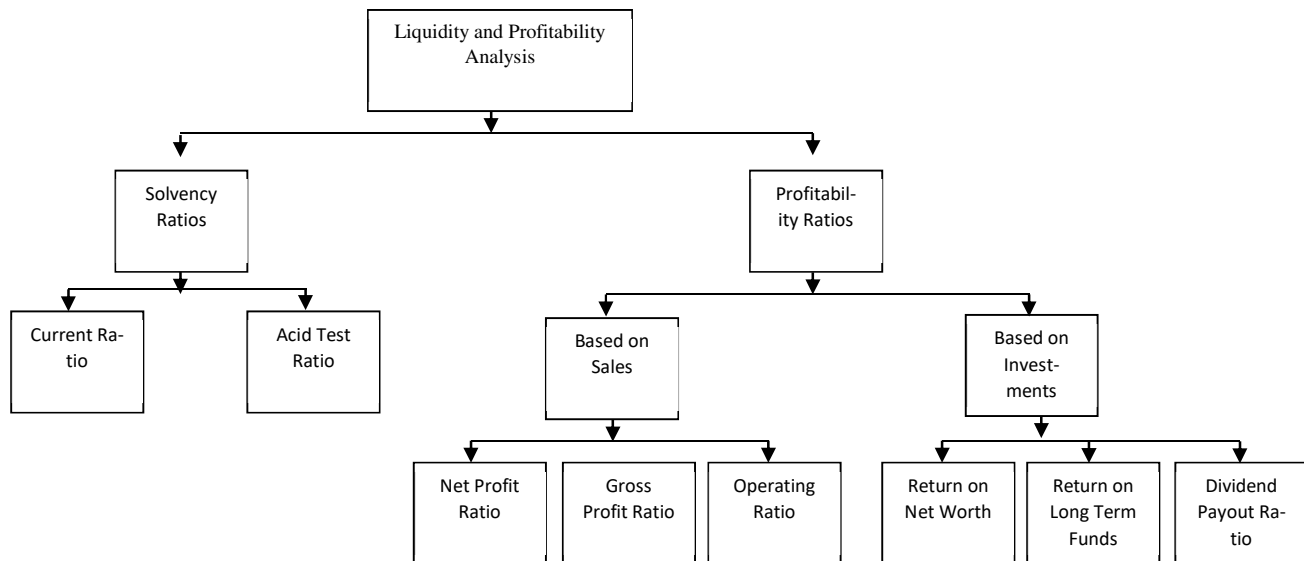 Liquidity and Profitability
Analysis
Solvency
Ratios
Profitabil-
ity Ratios
Current Ra-
tio
Acid Test
Ratio
Based on
Sales
Based on
Invest-
ments
Net Profit
Ratio
Gross
Profit Ratio
Operating
Ratio
Return on
Net Worth
Return on
Long Term
Funds
Dividend
Payout Ra-
tio